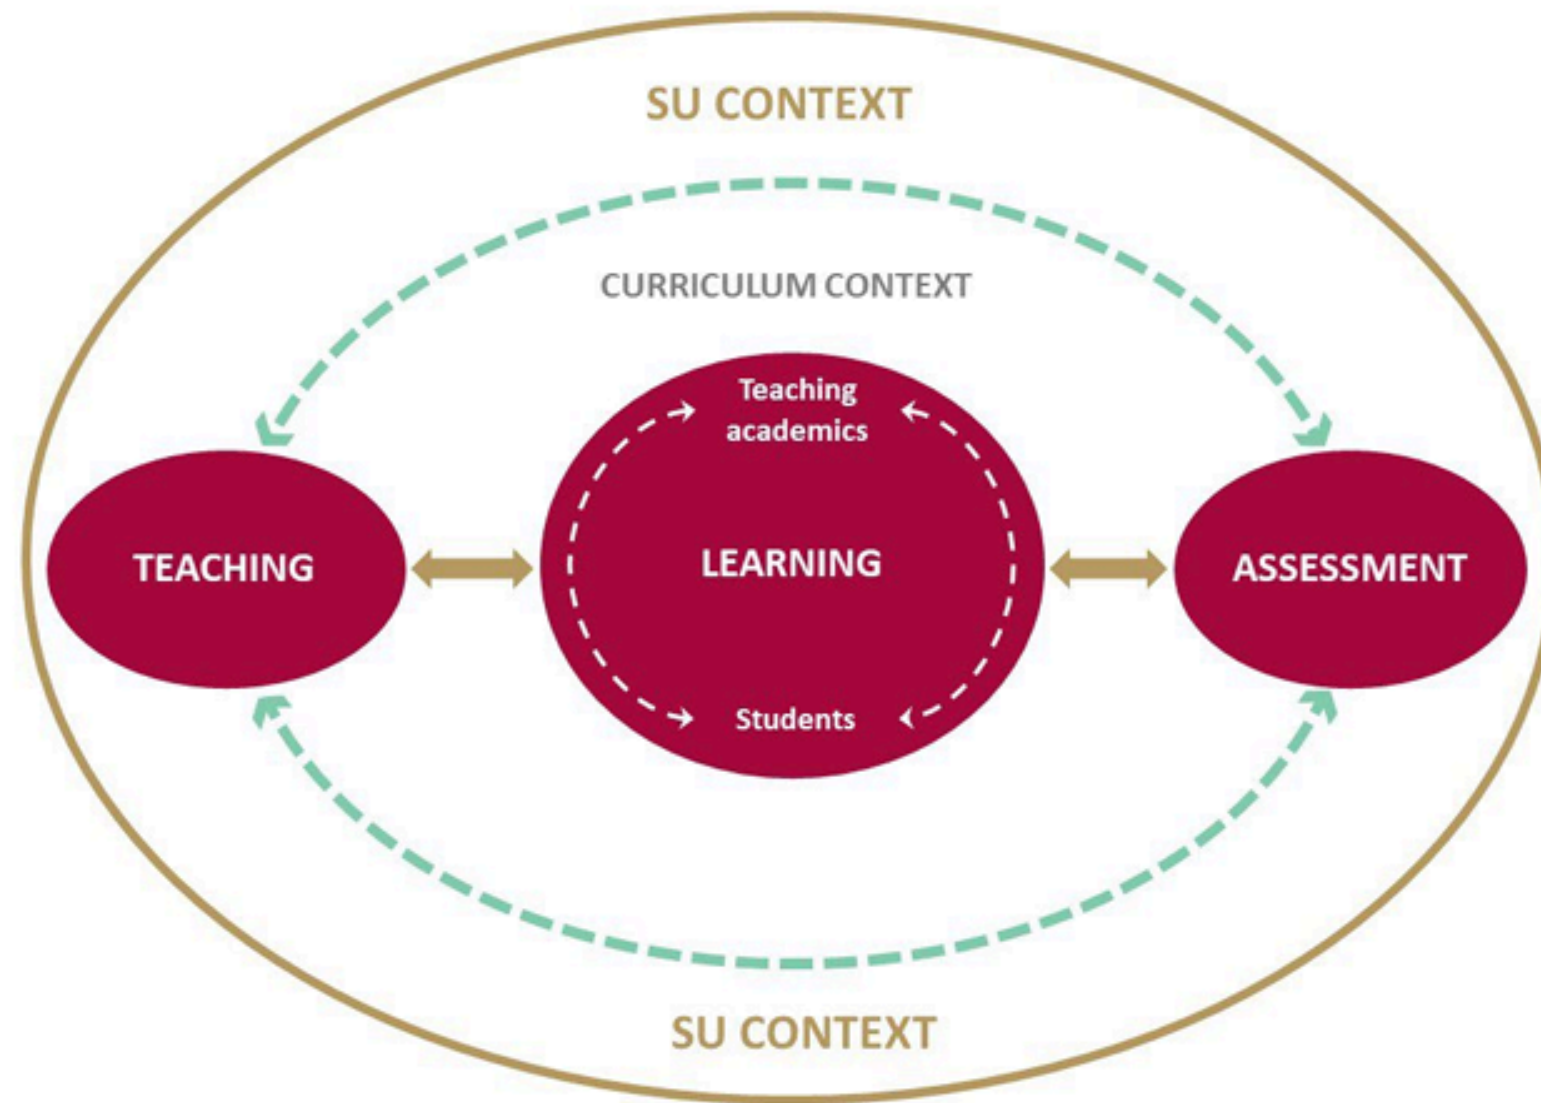 SU CONTEXT
CURRICULUM CONTEXT
Teaching
academics
TEACHING
LEARNING
ASSESSMENT
Students
SU CONTEXT